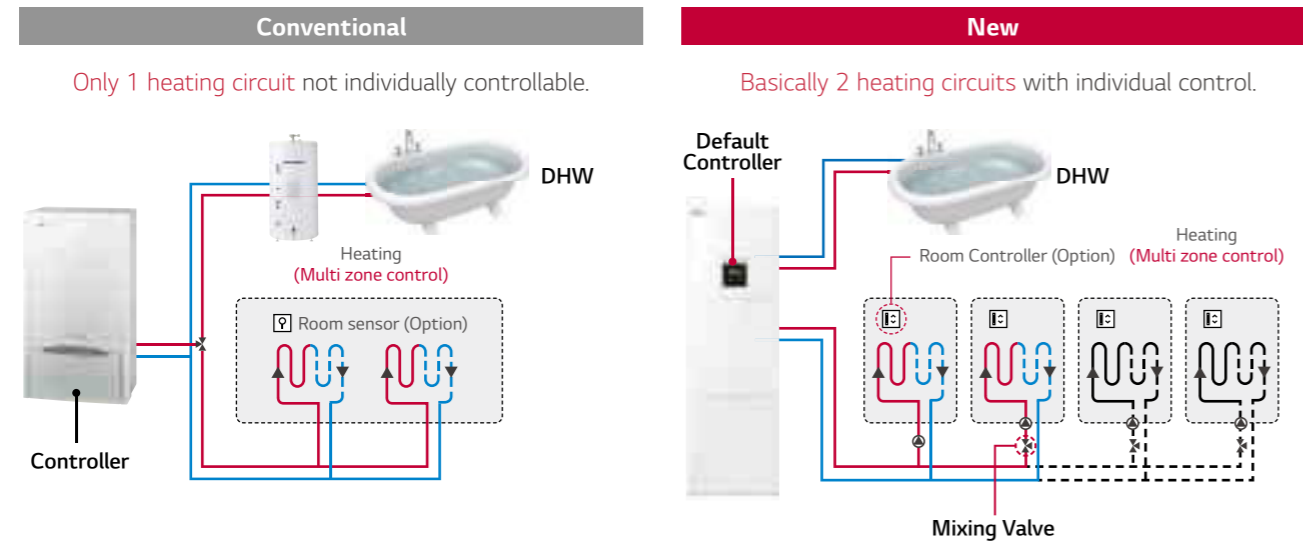 Conventional
Only 1 heating circuit not individually controllable.
DHW
Heating
(Multi zone control)
Room sensor (Option)
Controller
New
Basically 2 heating circuits with individual control.
Default
Controller
DHW
Heating
Room Controller (Option) (Multi zone control)
Mixing Valve